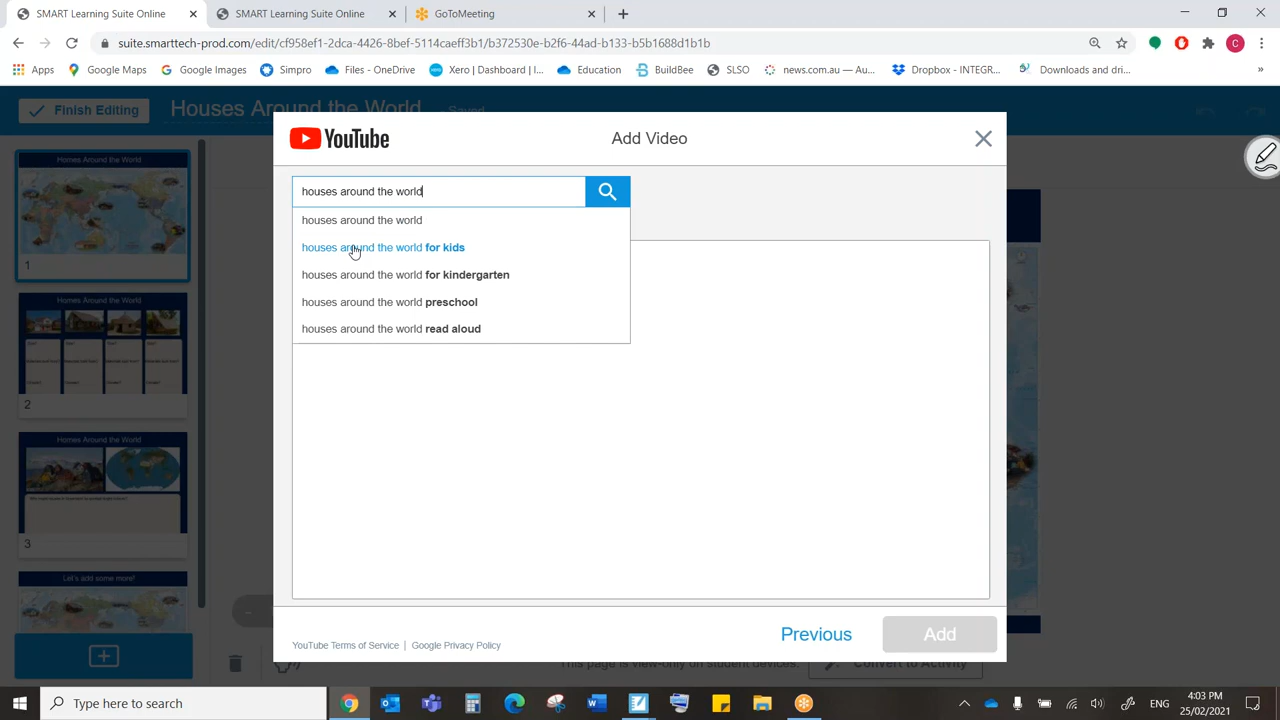 SMART Learning Suite Online
SMART Learning Suite Online
GoToMeeting
suite.smarttech-prod.com/edit/cf958ef1-2dca-4426-8bef-5114caeff3b1/b372530e-b2f6-44ad-b133-b5b1688d1b1b
Apps
Google Maps
Google Images
Simpro
Files - OneDrive
Xero | Dashboard | I...
Education
BuildBee
SLSO
news.com.au — Au...
Dropbox - INTEGR...
Downloads and dri...
Finish Editing
Houses Around the World
Saved
YouTube
Add Video
houses around the world
houses around the world
houses around the world for kids
houses around the world for kindergarten
houses around the world preschool
houses around the world read aloud
Homes Around the World
1
Homes Around the World
2
Homes Around the World
3
Let's add some more!
Previous
Add
YouTube Terms of Service | Google Privacy Policy
This page is view-only on student devices.
Convert to Activity
Type here to search
ENG
4:03 PM
25/02/2021